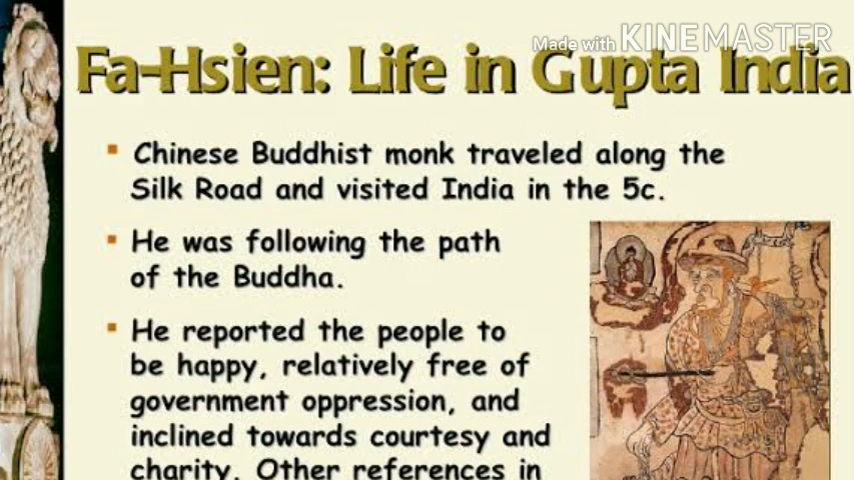 Made with KINEMASTER
Fa-Hsien: Life in Gupta India
▪ Chinese Buddhist monk traveled along the
Silk Road and visited India in the 5c.
▪ He was following the path
of the Buddha.
▪ He reported the people to
be happy, relatively free of
government oppression, and
inclined towards courtesy and
charity. Other references in